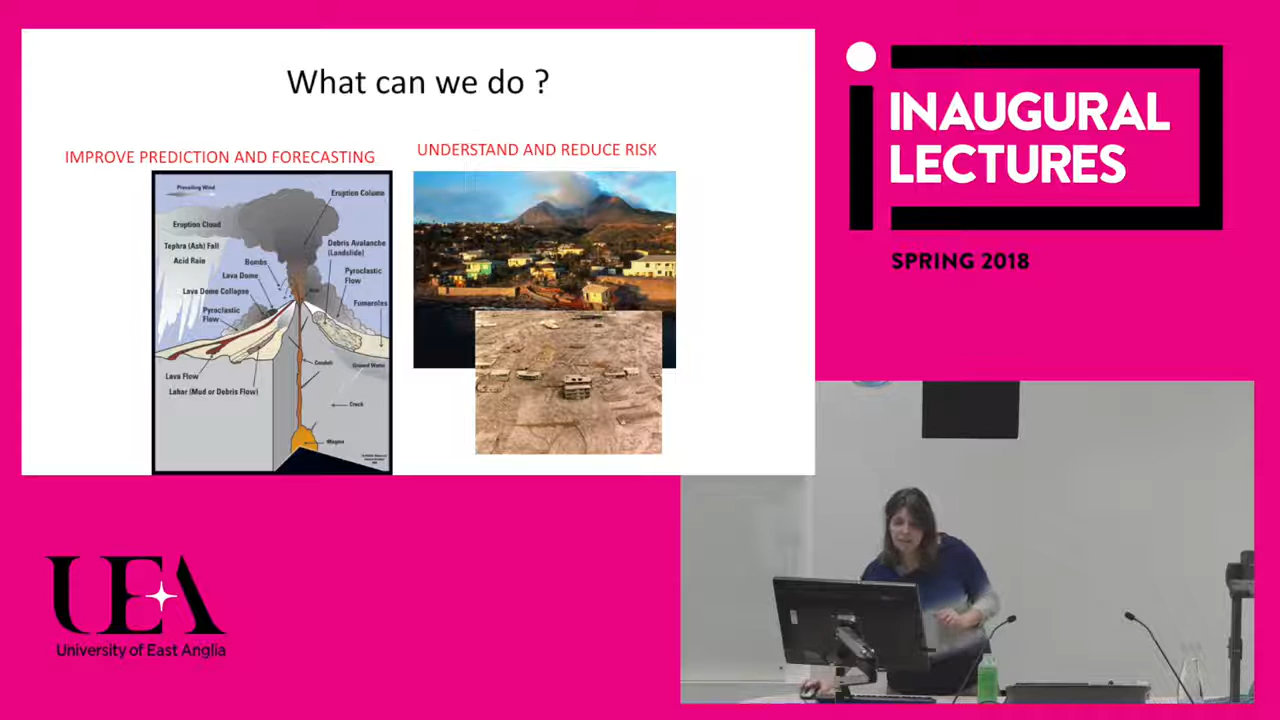 What can we do ?
IMPROVE PREDICTION AND FORECASTING
UNDERSTAND AND REDUCE RISK
Prevailing Wind
Eruption Column
Eruption Cloud
Tephra (Ash) Fall
Acid Rain
Bombs
Debris Avalanche
(Landslide)
Lava Dome
Pyroclastic
Flow
Lava Dome Collapse
Fumaroles
Pyroclastic
Flow
Conduit
Ground Water
Lava Flow
Lahar (Mud or Debris Flow)
Crack
Magma
INAUGURAL
LECTURES
SPRING 2018
UEA
University of East Anglia